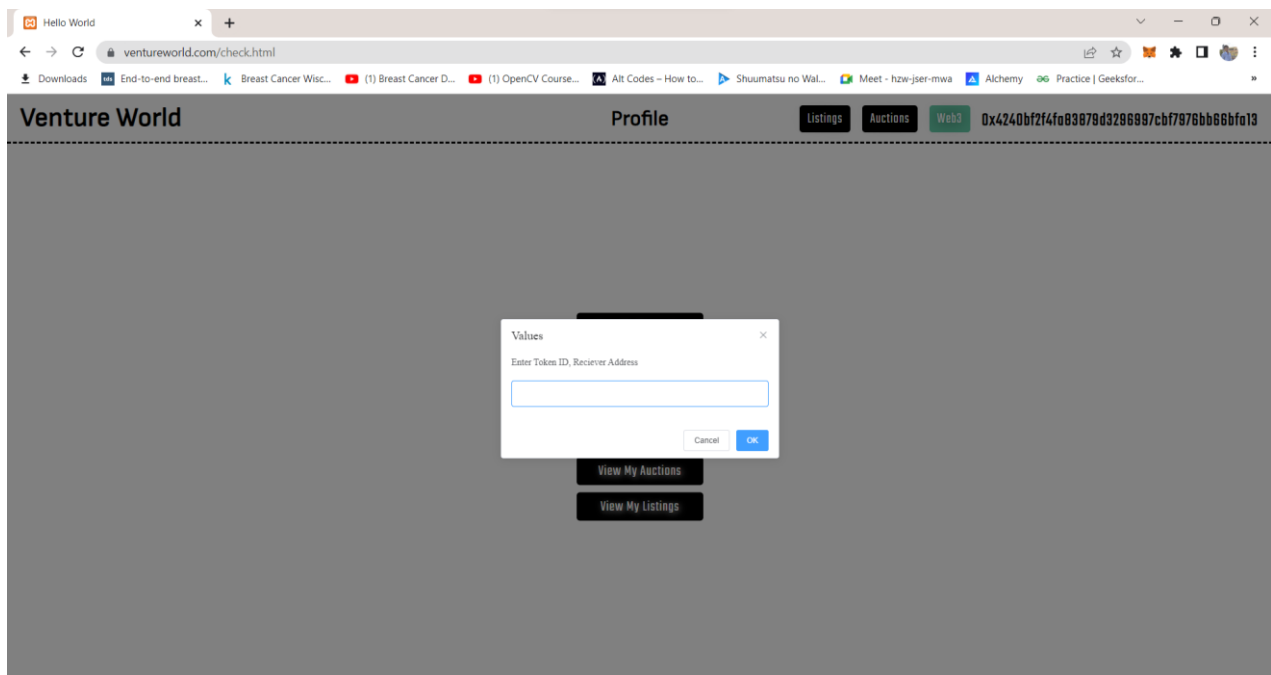 Hello World
ventureworld.com/check.html
Downloads End-to-end breast... Breast Cancer Wisc... (1) Breast Cancer D... (1) OpenCV Course... Alt Codes – How to... Shuumatsu no Wal... Meet - hzw-jser-mwa Alchemy Practice | Geeksfor... »
Venture World Profile Listings Auctions Web3 0x4240bf2f4fa83879d3296997cbf7976bb66bfa13
Values
Enter Token ID, Reciever Address
Cancel OK
View My Auctions
View My Listings